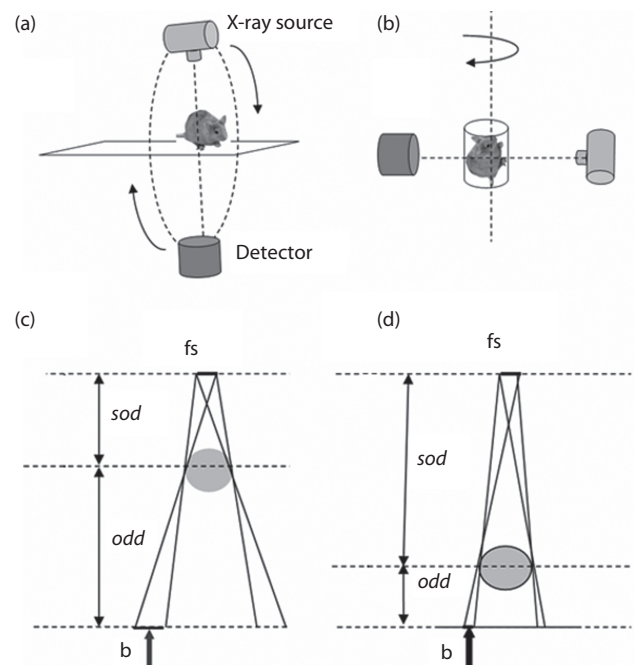 (a)
X-ray source
Detector
(b)
(c)
fs
sod
odd
b
(d)
fs
sod
odd
b